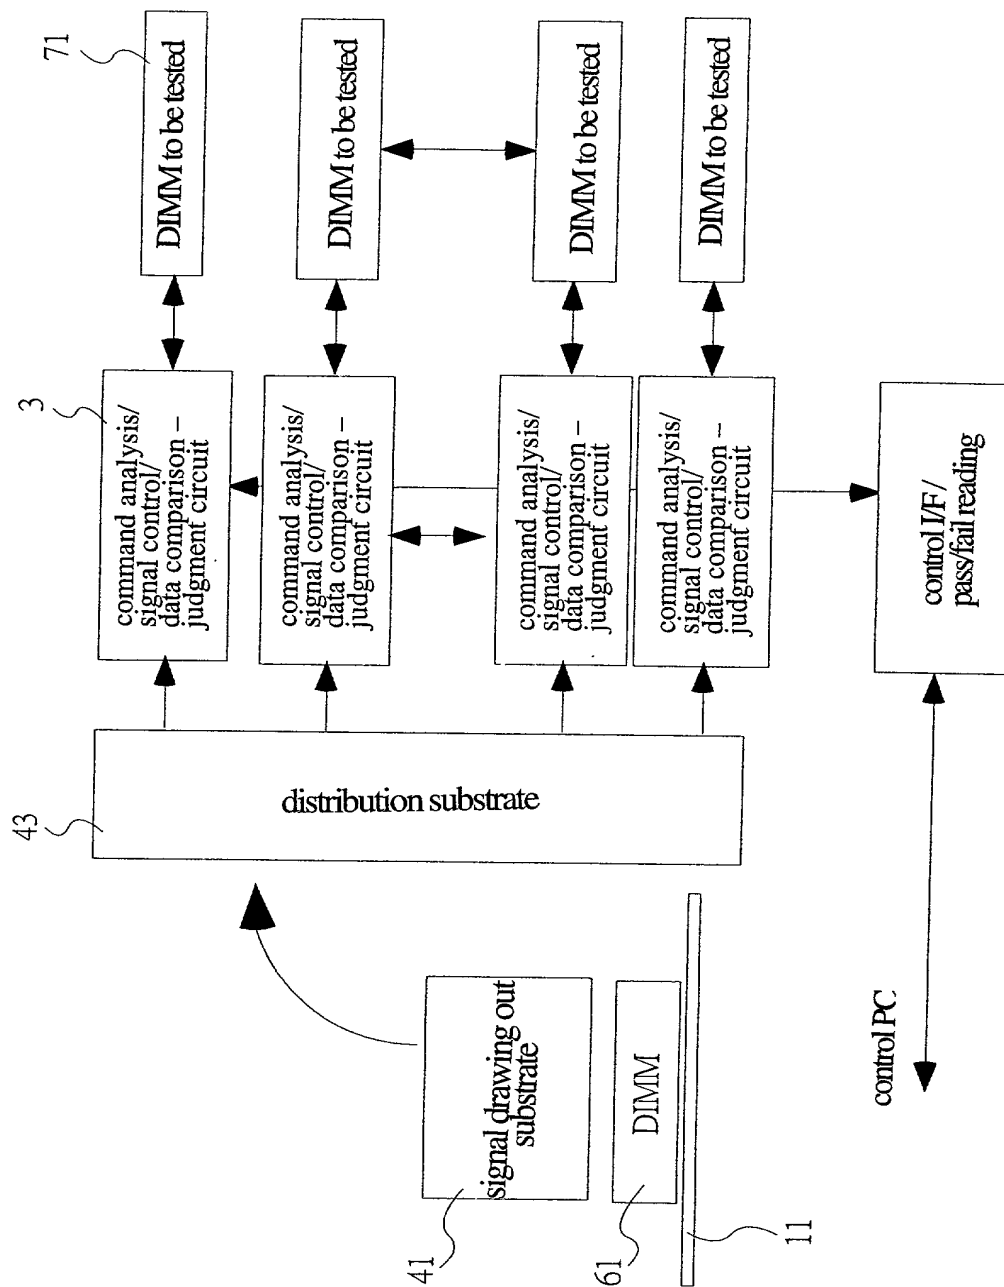 43
3
71
command analysis/
signal control/
data comparison –
judgment circuit
DIMM to be tested
command analysis/
signal control/
data comparison –
judgment circuit
DIMM to be tested
distribution substrate
41
signal drawing out
substrate
command analysis/
signal control/
data comparison –
judgment circuit
DIMM to be tested
61
DIMM
command analysis/
signal control/
data comparison –
judgment circuit
DIMM to be tested
11
control PC
control I/F/
pass/fail reading